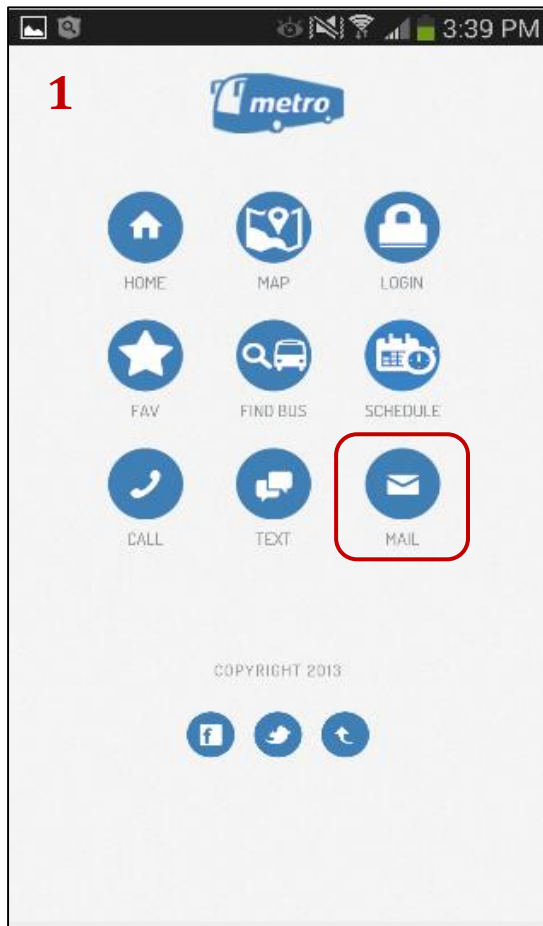 3:39 PM
1
metro
HOME MAP LOGIN
FAV FIND BUS SCHEDULE
CALL TEXT MAIL
COPYRIGHT 2013
f